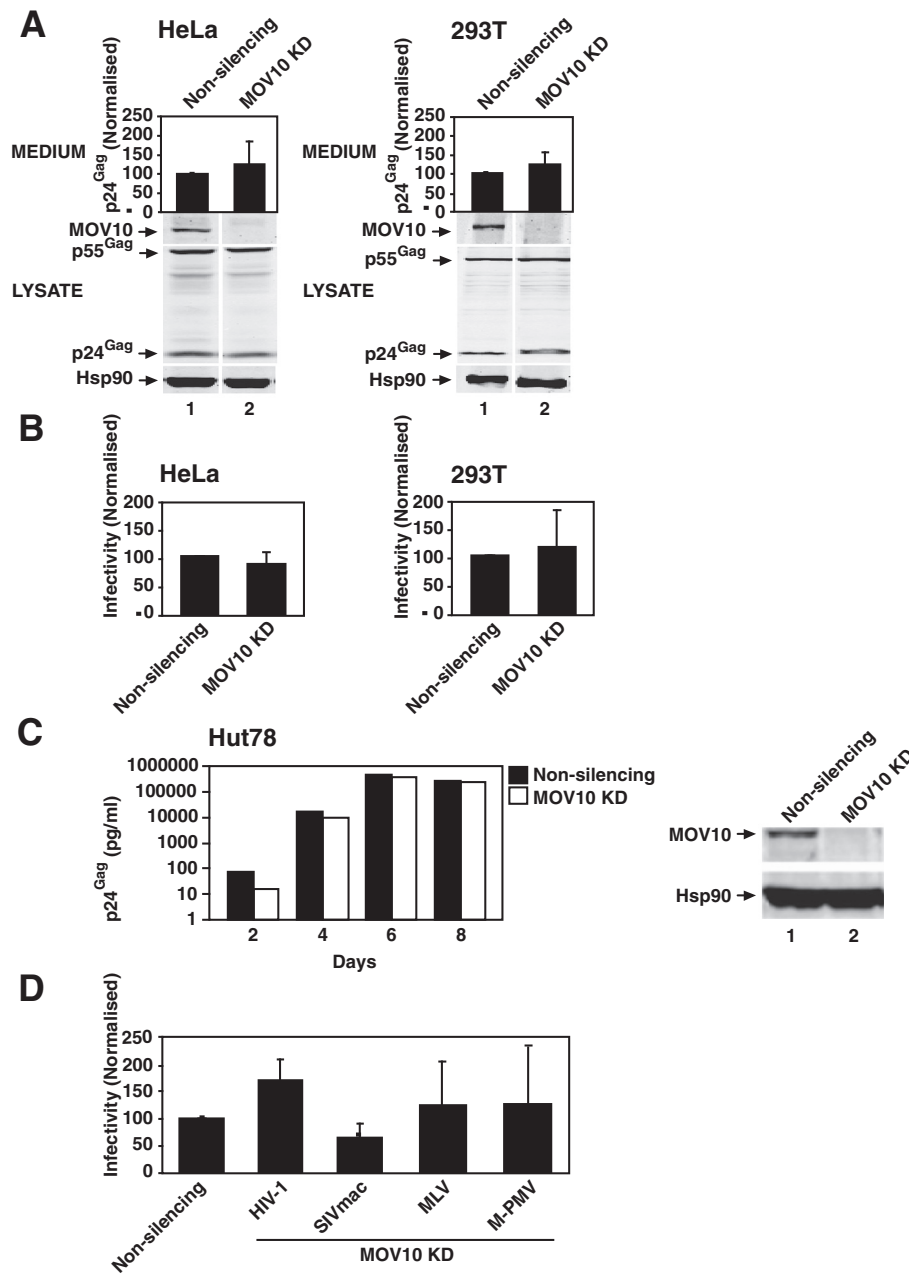 A
HeLa
293T
Non-silencing
MOV10 KD
Non-silencing
MOV10 KD
MEDIUM
p24Gag (Normalised)
250
200
150
100
50
0
MEDIUM
p24Gag (Normalised)
250
200
150
100
50
0
MOV10
p55Gag
LYSATE
p24Gag
Hsp90
1 2
MOV10
p55Gag
LYSATE
p24Gag
Hsp90
1 2
B
HeLa
Infectivity (Normalised)
200
150
100
50
0
Non-silencing
MOV10 KD
293T
Infectivity (Normalised)
200
150
100
50
0
Non-silencing
MOV10 KD
C
Hut78
p24Gag (pg/ml)
1000000
100000
10000
1000
100
10
1
2 4 6 8
Days
Non-silencing
MOV10 KD
Non-silencing
MOV10 KD
MOV10
Hsp90
1 2
D
Infectivity (Normalised)
250
200
150
100
50
0
Non-silencing
HIV-1
SIVmac
MLV
M-PMV
MOV10 KD